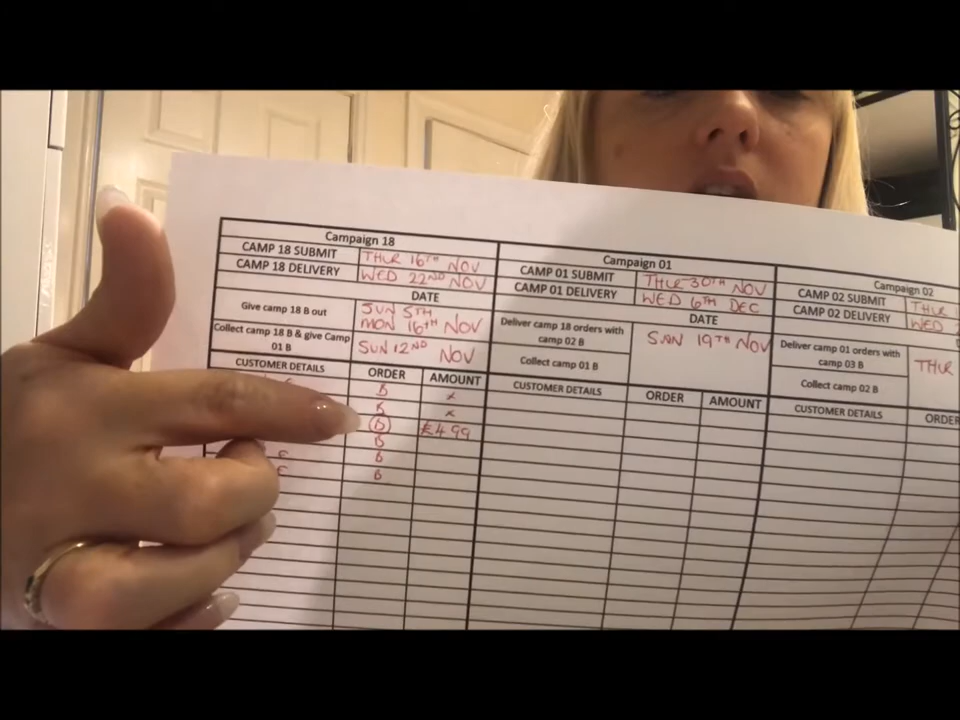 Campaign 18
CAMP 18 SUBMIT THUR 16TH NOV
CAMP 18 DELIVERY WED 22ND NOV
DATE
Give camp 18 B out SUN 5TH
MON 16TH NOV
Collect camp 18 B & give Camp
01 B
SUN 12ND NOV
CUSTOMER DETAILS ORDER AMOUNT
B x
B x
B £4.99
B
E B
E B
Campaign 01
CAMP 01 SUBMIT THUR 30TH NOV
CAMP 01 DELIVERY WED 6TH DEC
DATE
Deliver camp 18 orders with
camp 02 B
SAN 19TH NOV
Collect camp 01 B
CUSTOMER DETAILS ORDER AMOUNT
Campaign 02
CAMP 02 SUBMIT
CAMP 02 DELIVERY WED
Deliver camp 01 orders with
camp 03 B
THUR
Collect camp 02 B
CUSTOMER DETAILS ORDER